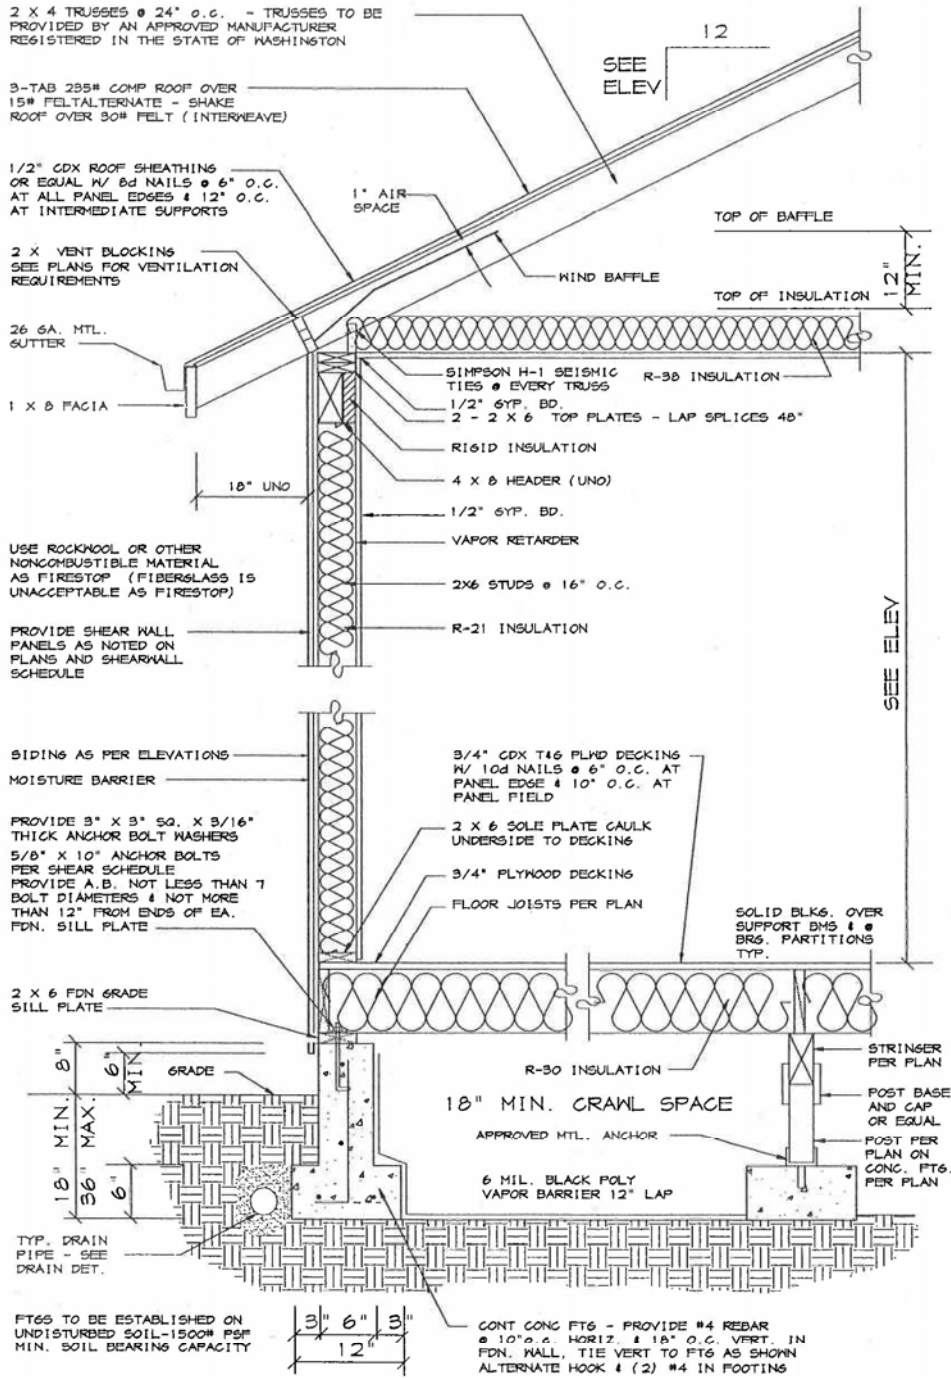 2 X 4 TRUSSES @ 24" O.C. - TRUSSES TO BE
PROVIDED BY AN APPROVED MANUFACTURER
REGISTERED IN THE STATE OF WASHINGTON
12
SEE
ELEV
3-TAB 235# COMP ROOF OVER
15# FELTALTERNATE - SHAKE
ROOF OVER 30# FELT (INTERWEAVE)
1/2" CDX ROOF SHEATHING
OR EQUAL W/ 8d NAILS @ 6" O.C.
AT ALL PANEL EDGES & 12" O.C.
AT INTERMEDIATE SUPPORTS
1" AIR
SPACE
TOP OF BAFFLE
2 X VENT BLOCKING
SEE PLANS FOR VENTILATION
REQUIREMENTS
WIND BAFFLE
12"
MIN.
TOP OF INSULATION
26 GA. MTL.
GUTTER
SIMPSON H-1 SEISMIC
TIES @ EVERY TRUSS
R-38 INSULATION
1 X 8 FACIA
1/2" GYP. BD.
2 - 2 X 6 TOP PLATES - LAP SPLICES 48"
RIGID INSULATION
4 X 8 HEADER (UNO)
18" UNO
1/2" GYP. BD.
VAPOR RETARDER
USE ROCKWOOL OR OTHER
NONCOMBUSTIBLE MATERIAL
AS FIRESTOP (FIBERGLASS IS
UNACCEPTABLE AS FIRESTOP)
2X6 STUDS @ 16" O.C.
R-21 INSULATION
PROVIDE SHEAR WALL
PANELS AS NOTED ON
PLANS AND SHEARWALL
SCHEDULE
SEE ELEV
SIDING AS PER ELEVATIONS
MOISTURE BARRIER
3/4" CDX T&G PLWD DECKING
W/ 10d NAILS @ 6" O.C. AT
PANEL EDGE & 10" O.C. AT
PANEL FIELD
PROVIDE 3" X 3" SQ. X 3/16"
THICK ANCHOR BOLT WASHERS
2 X 6 SOLE PLATE CAULK
UNDERSIDE TO DECKING
5/8" X 10" ANCHOR BOLTS
PER SHEAR SCHEDULE
PROVIDE A.B. NOT LESS THAN 7
BOLT DIAMETERS & NOT MORE
THAN 12" FROM ENDS OF EA.
FDN. SILL PLATE
3/4" PLYWOOD DECKING
FLOOR JOISTS PER PLAN
SOLID BLKG. OVER
SUPPORT BMS & @
BRG. PARTITIONS
TYP.
2 X 6 FDN GRADE
SILL PLATE
8"
6"
MIN.
GRADE
R-30 INSULATION
STRINGER
PER PLAN
18" MIN. CRAWL SPACE
POST BASE
AND CAP
OR EQUAL
APPROVED MTL. ANCHOR
POST PER
PLAN ON
CONC. FTG.
PER PLAN
18" MIN.
36" MAX.
6"
6 MIL. BLACK POLY
VAPOR BARRIER 12" LAP
TYP. DRAIN
PIPE - SEE
DRAIN DET.
FTGS TO BE ESTABLISHED ON
UNDISTURBED SOIL-1500# PSF
MIN. SOIL BEARING CAPACITY
3" 6" 3"
12"
CONT CONC FTG - PROVIDE #4 REBAR
@ 10"o.c. HORIZ. & 18" O.C. VERT. IN
FDN. WALL, TIE VERT TO FTG AS SHOWN
ALTERNATE HOOK & (2) #4 IN FOOTING